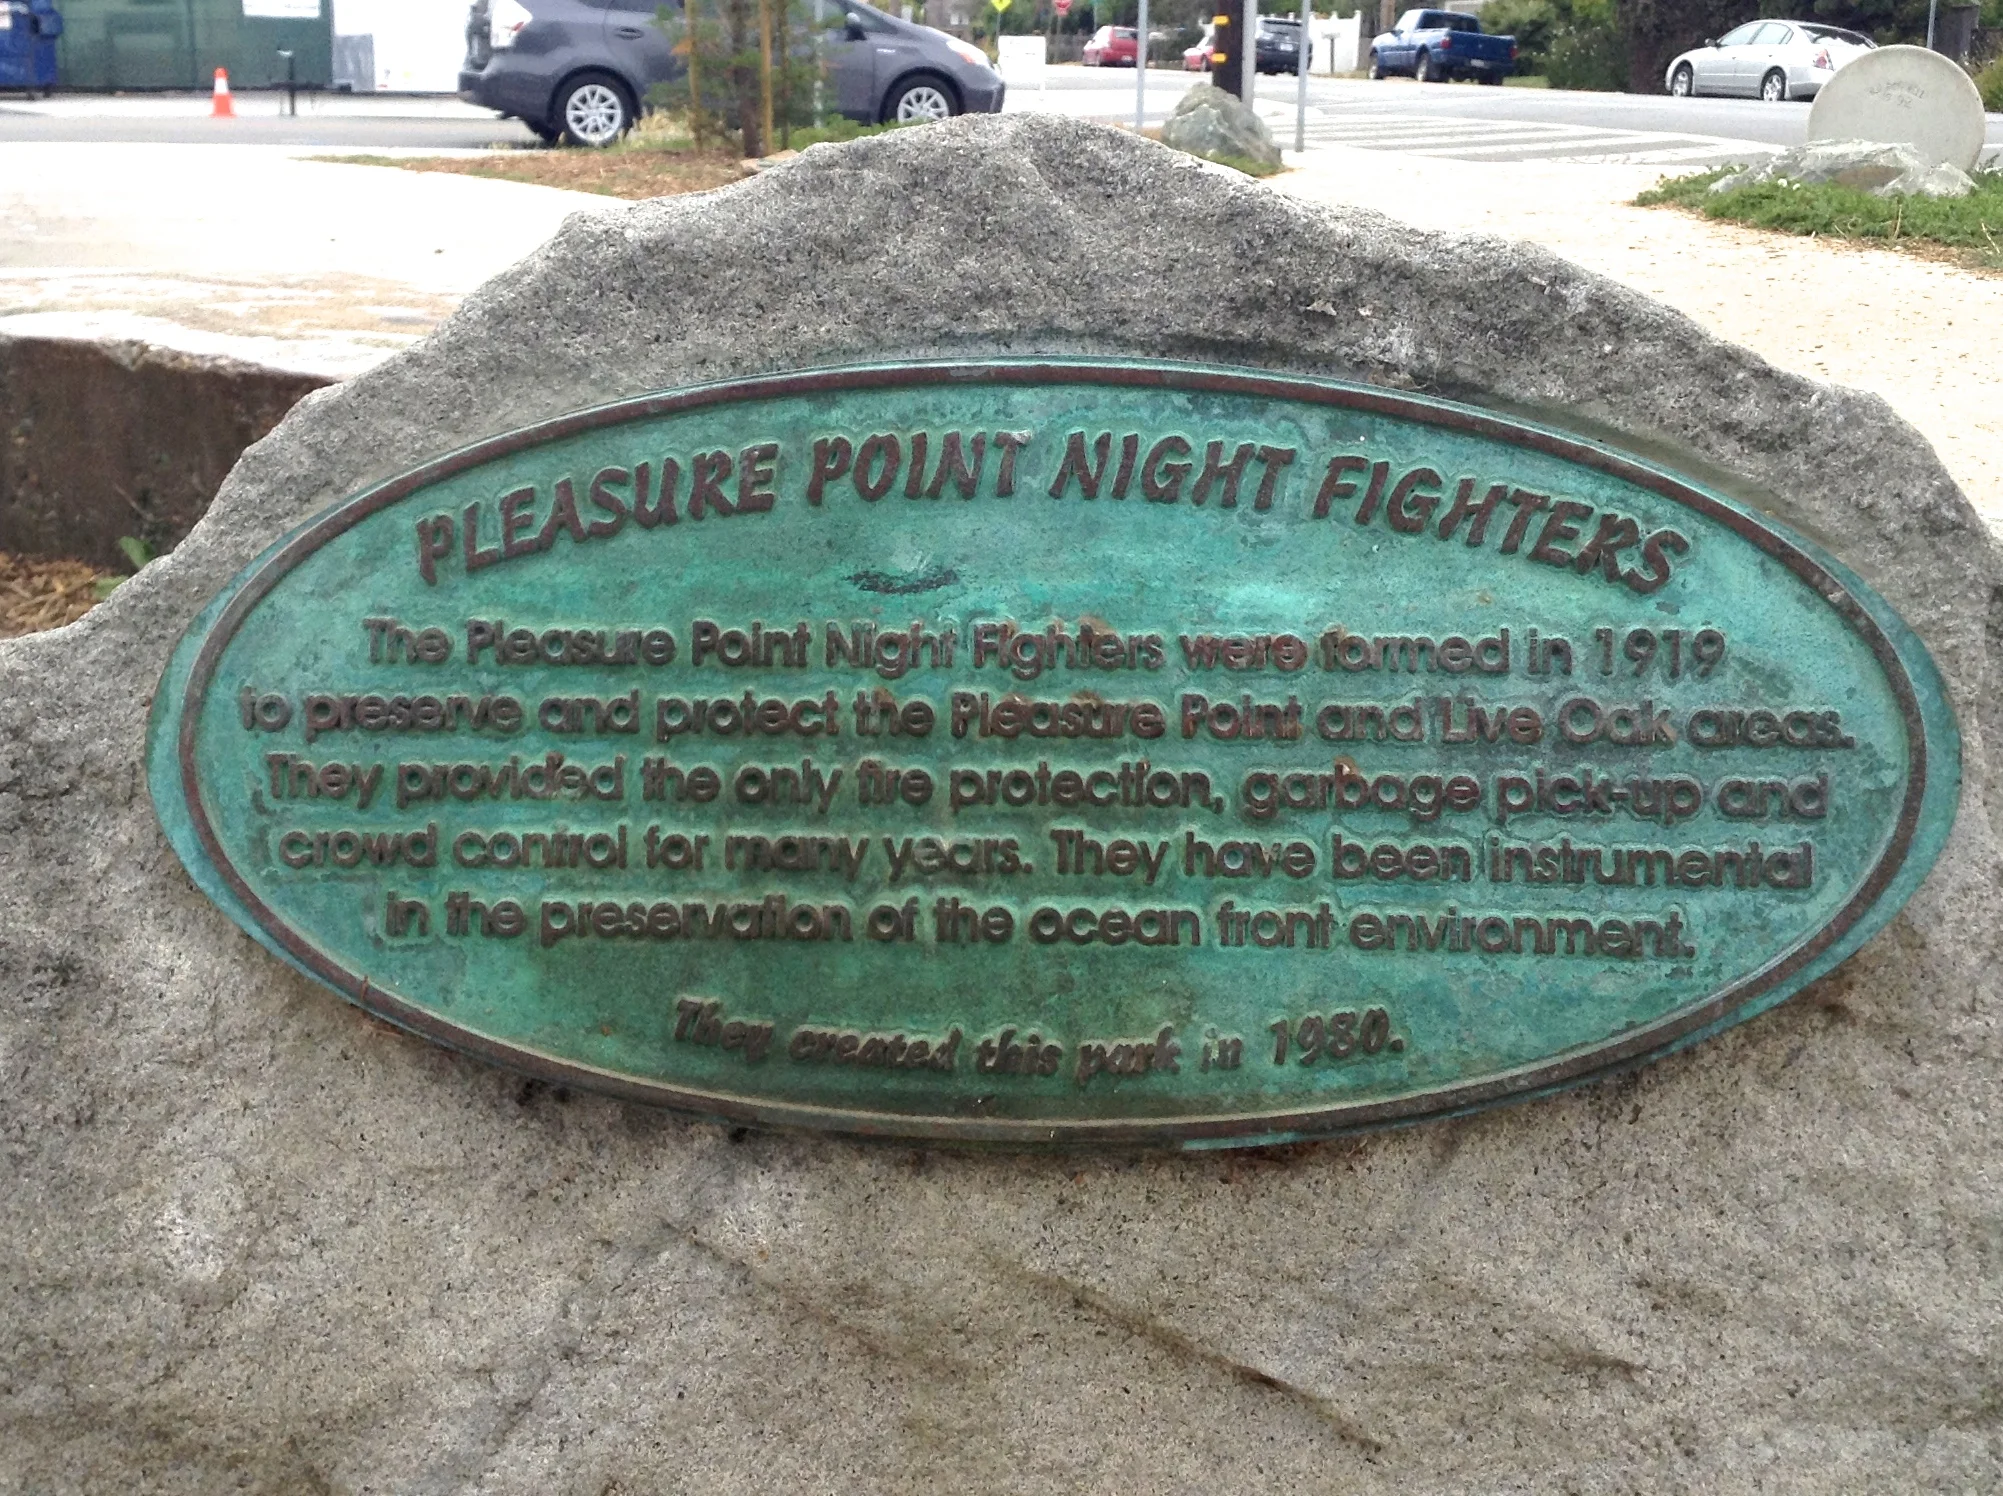 PLEASURE POINT NIGHT FIGHTERS
The Pleasure Point Night Fighters were formed in 1919
to preserve and protect the Pleasure Point and Live Oak areas.
They provided the only fire protection, garbage pick-up and
crowd control for many years. They have been instrumental
in the preservation of the ocean front environment.
They created this park in 1980.